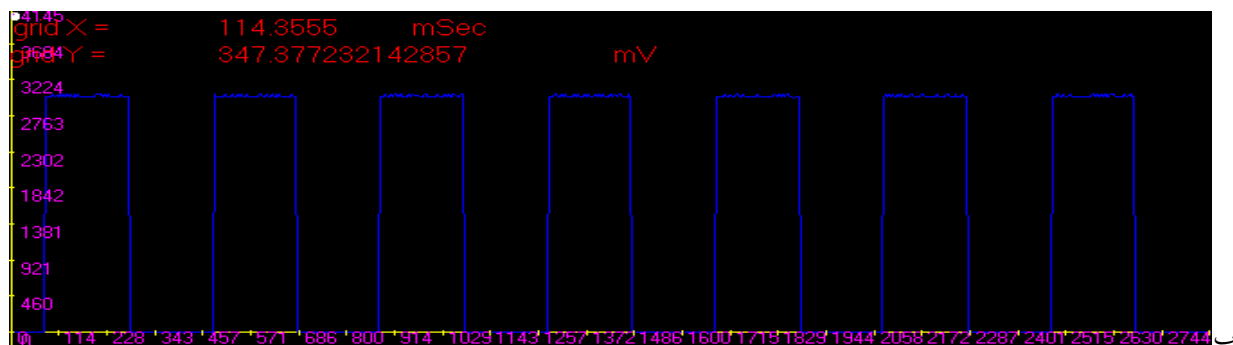 4145
grid X = 114.3555 mSec
3684
grid Y = 347.377232142857 mV
3224
2763
2302
1842
1381
921
460
114 228 343 457 571 686 800 914 1029 1143 1257 1372 1486 1600 1715 1829 1944 2058 2172 2287 2401 2515 2630 2744
ب